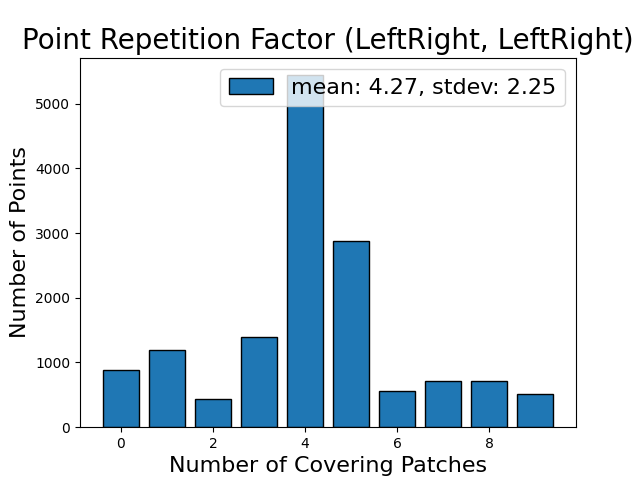 Point Repetition Factor (LeftRight, LeftRight)
mean: 4.27, stdev: 2.25
Number of Points
5000
4000
3000
2000
1000
0
0 2 4 6 8
Number of Covering Patches